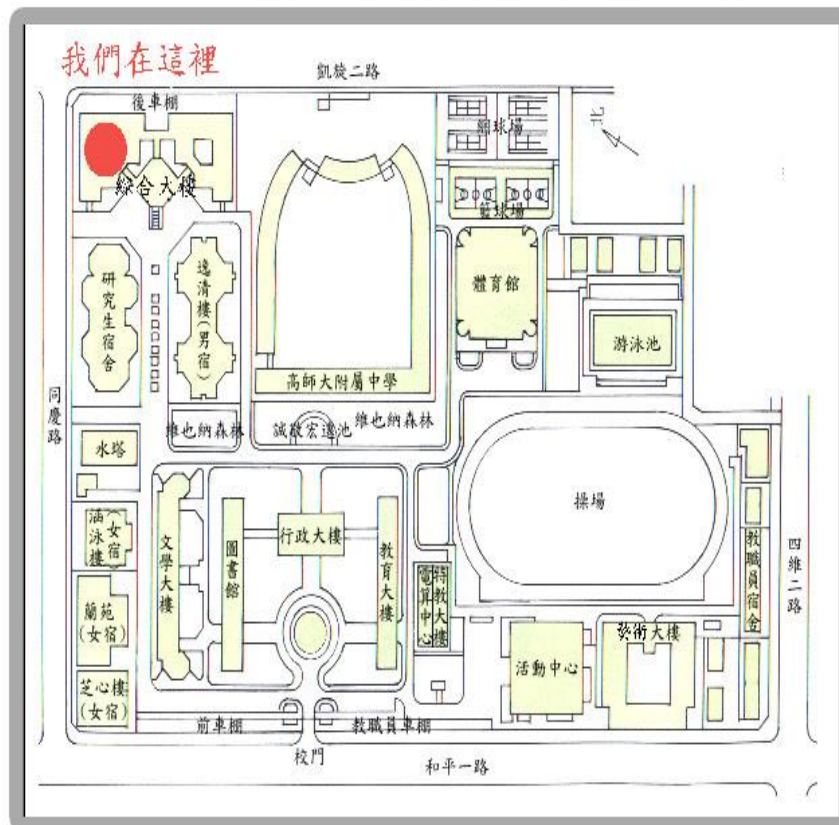 我們在這裡
凱旋二路
後車棚
網球場
北
綜合大樓
籃球場
研究生宿舍
逸清樓(男宿)
體育館
游泳池
高師大附屬中學
同慶路
維也納森林
誠敬宏遠池
維也納森林
水塔
操場
涵泳樓(女宿)
文學大樓
圖書館
行政大樓
教育大樓
電算中心
特教大樓
教職員宿舍
四維二路
蘭苑
(女宿)
活動中心
藝術大樓
芝心樓
(女宿)
前車棚
教職員車棚
校門
和平一路